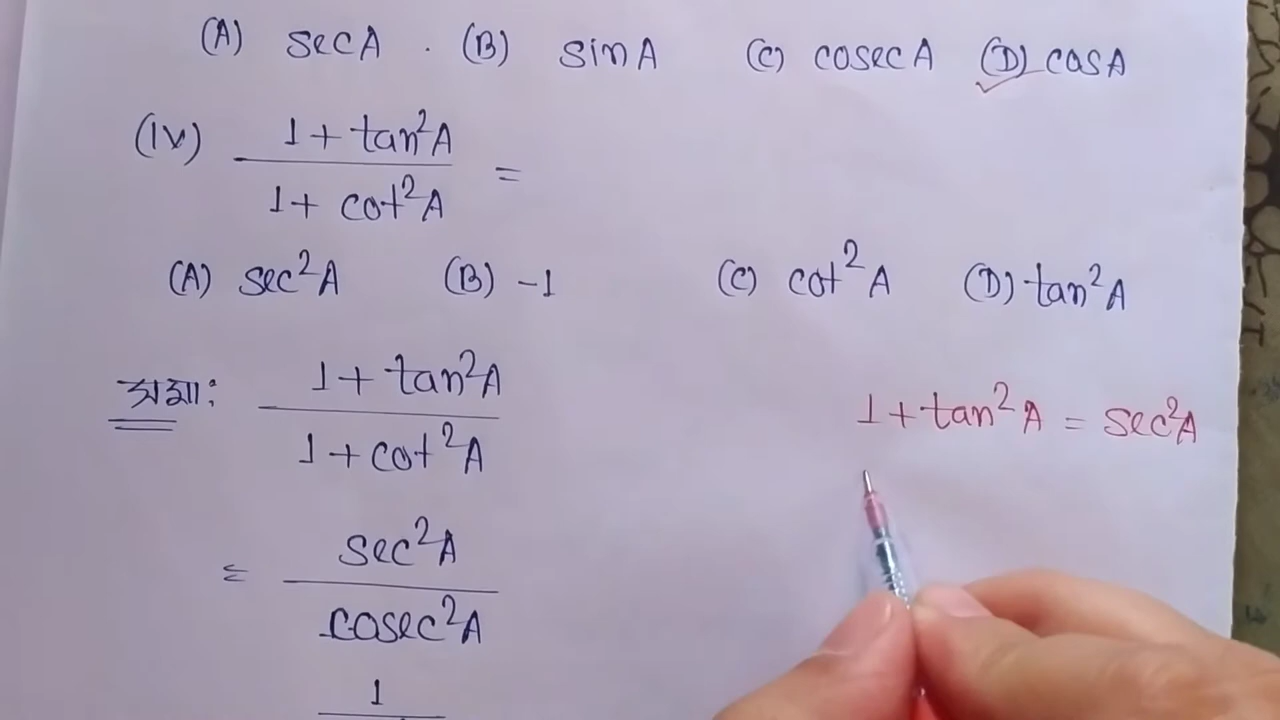 (A) secA . (B) sinA (C) cosecA (D) cosA
(iv) 1 + tan²A
=
1 + cot²A
(A) sec²A (B) -1 (C) cot²A (D) tan²A
সমা: 1 + tan²A
1 + cot²A
1 + tan²A = sec²A
= sec²A
cosec²A
1